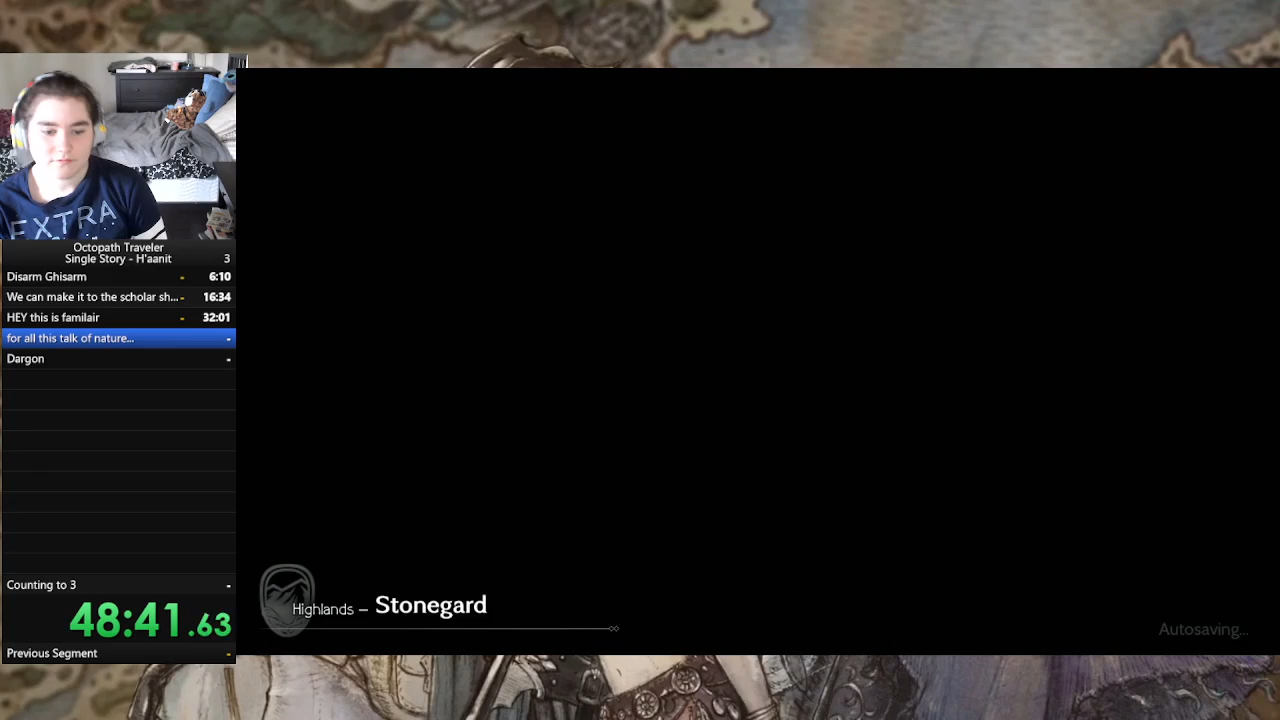 EXTRA
Octopath Traveler
Single Story - H'aanit 3
Disarm Ghisarm - 6:10
We can make it to the scholar sh... - 16:34
HEY this is familair - 32:01
for all this talk of nature... -
Dargon -
Counting to 3 -
48:41.63
Previous Segment -
Highlands – Stonegard
Autosaving...